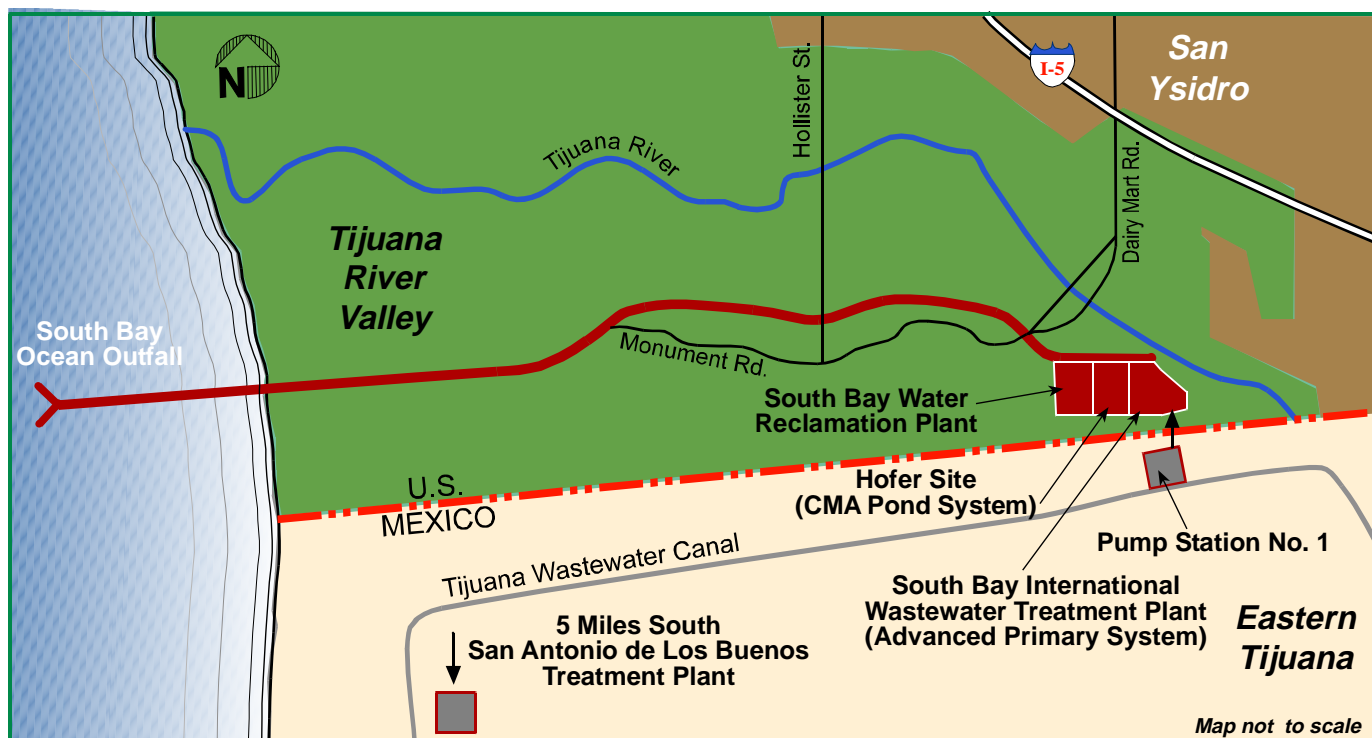 San
Ysidro
I-5
N
Hollister St.
Tijuana River
Dairy Mart Rd.
Tijuana
River
Valley
South Bay
Ocean Outfall
Monument Rd.
South Bay Water
Reclamation Plant
Hofer Site
(CMA Pond System)
U.S.
MEXICO
Pump Station No. 1
Tijuana Wastewater Canal
South Bay International
Wastewater Treatment Plant
(Advanced Primary System)
Eastern
Tijuana
5 Miles South
San Antonio de Los Buenos
Treatment Plant
Map not to scale